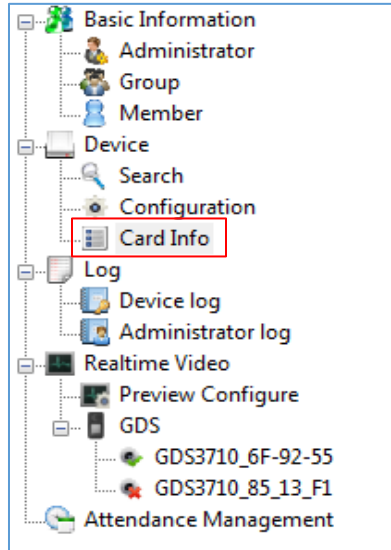 Basic Information
Administrator
Group
Member
Device
Search
Configuration
Card Info
Log
Device log
Administrator log
Realtime Video
Preview Configure
GDS
GDS3710_6F-92-55
GDS3710_85_13_F1
Attendance Management